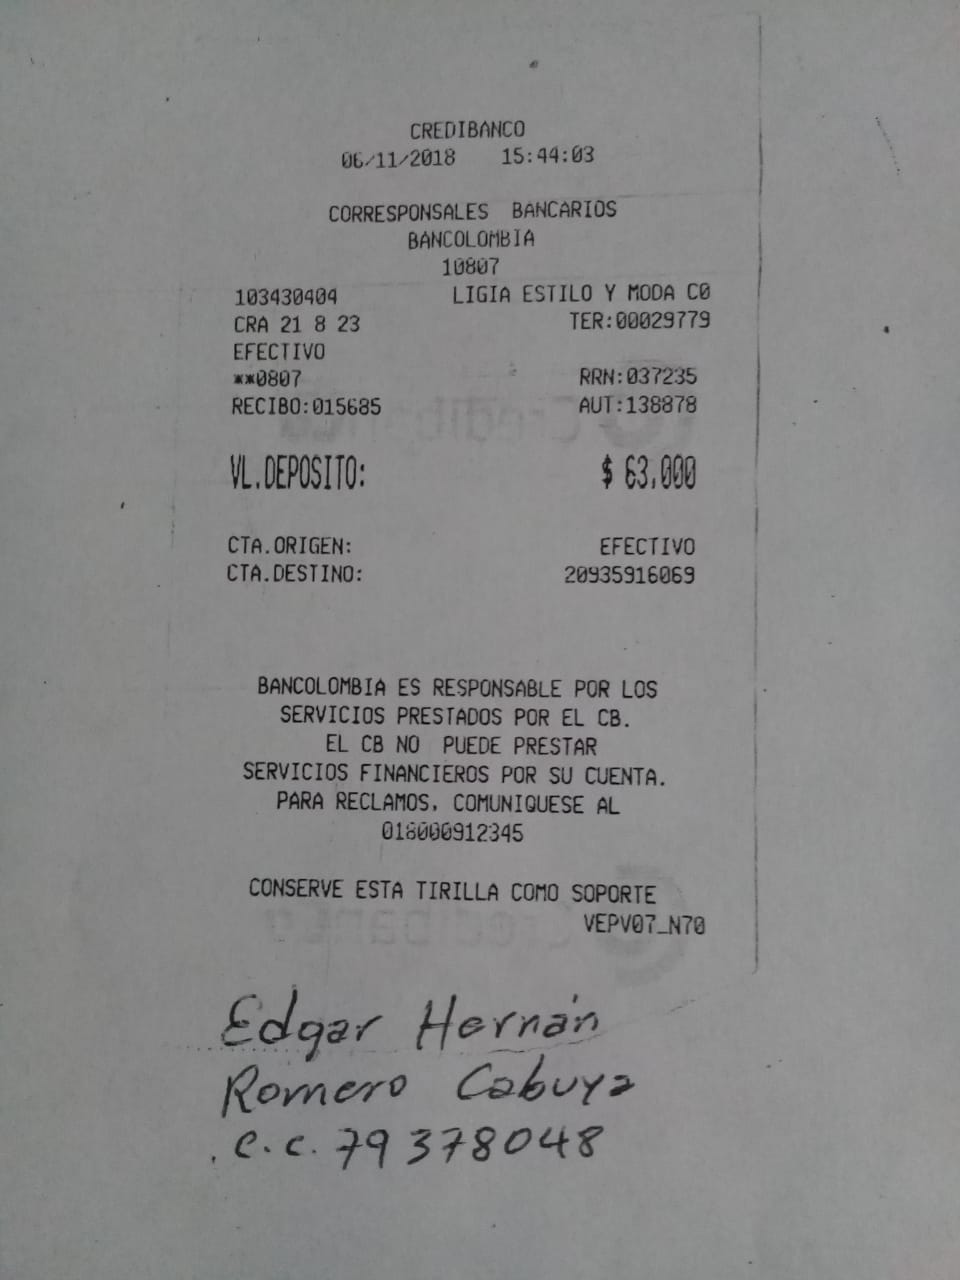 CREDIBANCO
06/11/2018 15:44:03
CORRESPONSALES BANCARIOS
BANCOLOMBIA
10807
103430404 LIGIA ESTILO Y MODA C0
CRA 21 8 23 TER:00029779
EFECTIVO
**0807 RRN:037235
RECIBO:015685 AUT:138878
VL.DEPOSITO: $ 63,000
CTA.ORIGEN: EFECTIVO
CTA.DESTINO: 20935916069
BANCOLOMBIA ES RESPONSABLE POR LOS
SERVICIOS PRESTADOS POR EL CB.
EL CB NO PUEDE PRESTAR
SERVICIOS FINANCIEROS POR SU CUENTA.
PARA RECLAMOS, COMUNIQUESE AL
018000912345
CONSERVE ESTA TIRILLA COMO SOPORTE
VEPV07_N70
Edgar Hernán
Romero Cabuya
c.c. 79378048